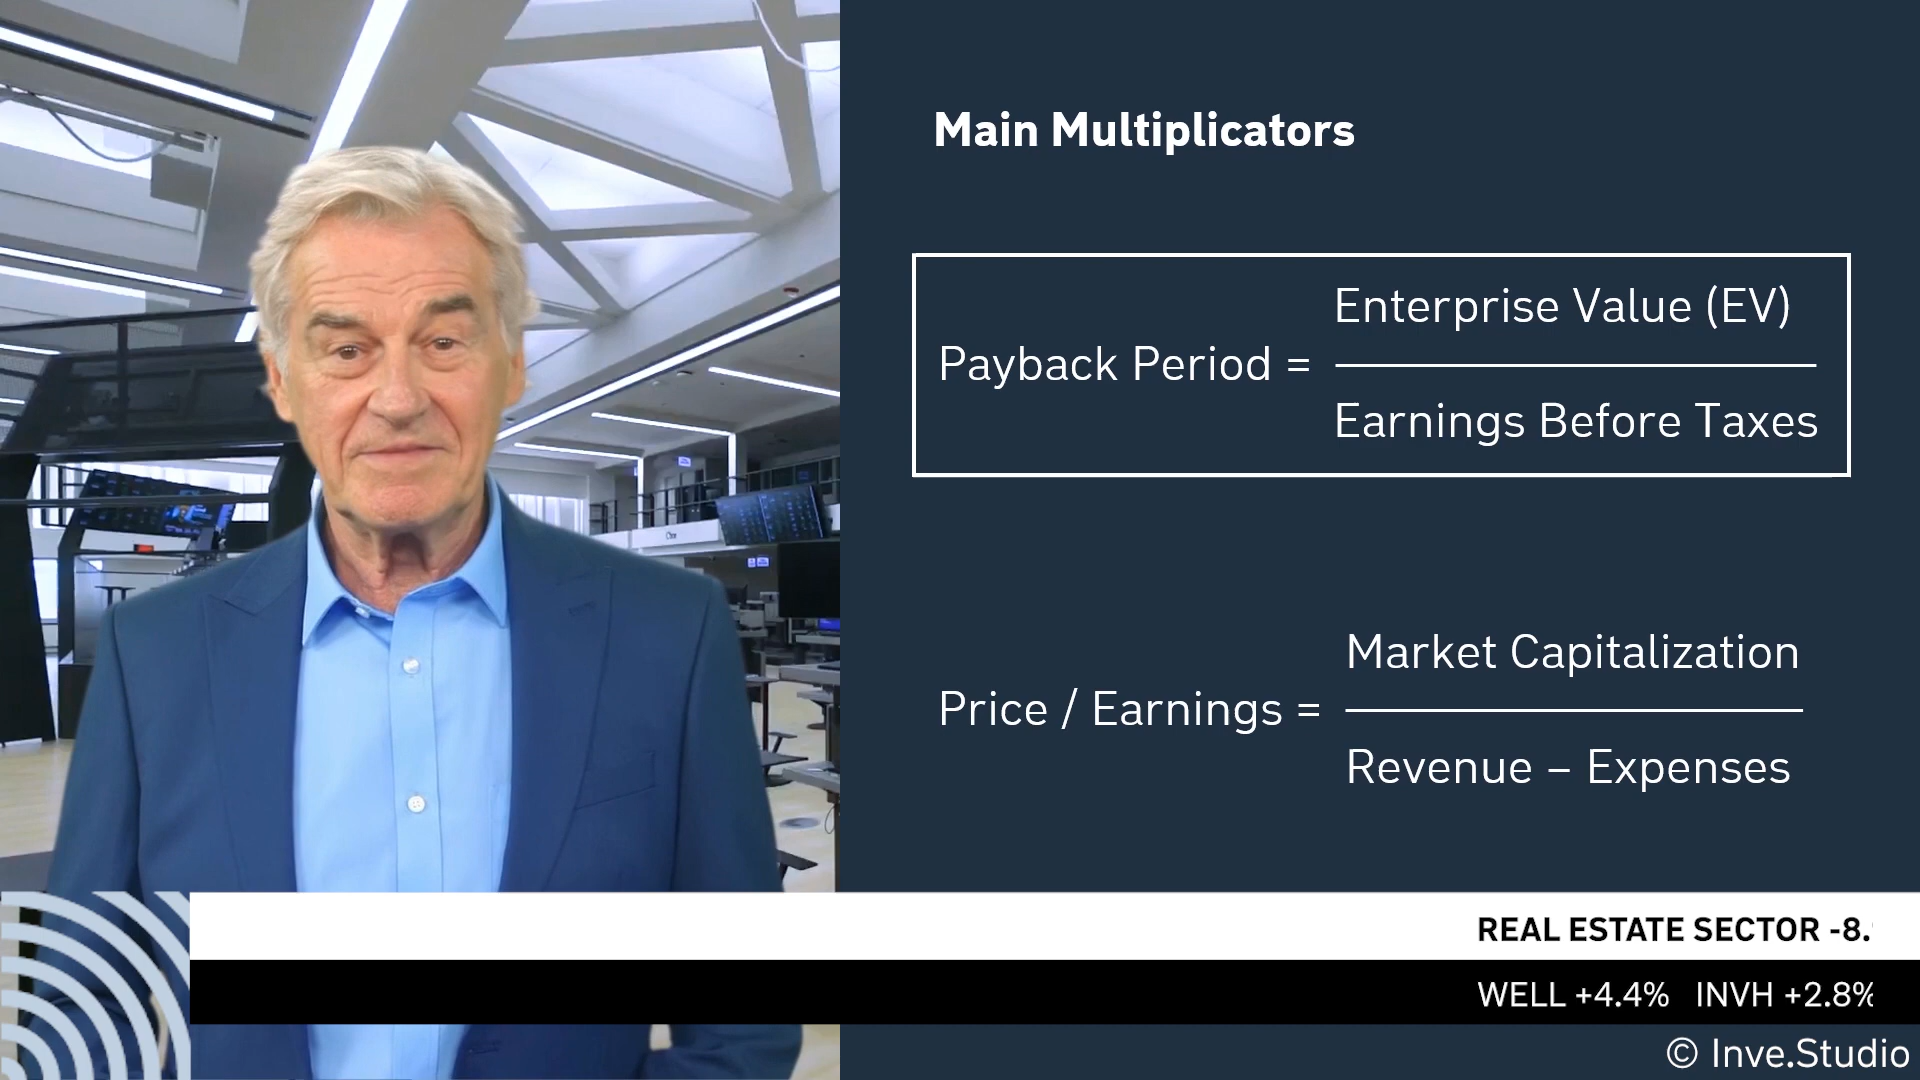 Main Multiplicators
Enterprise Value (EV)
Payback Period =
Earnings Before Taxes
Market Capitalization
Price / Earnings =
Revenue – Expenses
REAL ESTATE SECTOR -8.
WELL +4.4% INVH +2.8%
© Inve.Studio